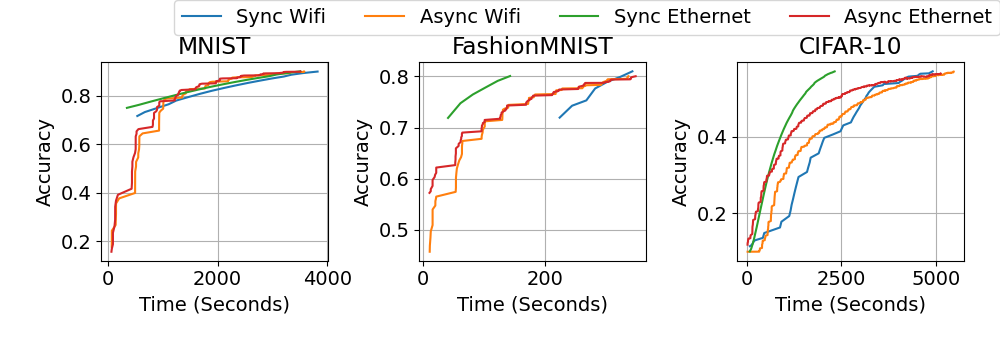 Sync Wifi Async Wifi Sync Ethernet Async Ethernet
MNIST FashionMNIST CIFAR-10
Accuracy
0.8
0.6
0.4
0.2
0 2000 4000
Time (Seconds)
Accuracy
0.8
0.7
0.6
0.5
0 200
Time (Seconds)
Accuracy
0.4
0.2
0 2500 5000
Time (Seconds)